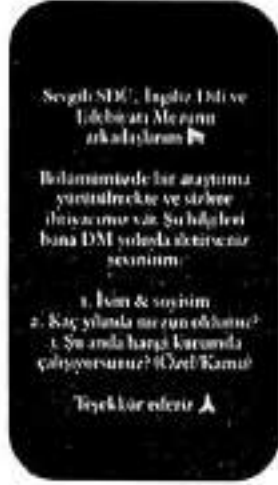 Sevgili SDÜ, İngiliz Dili ve
Edebiyatı Mezunu
arkadaşlarım
Bölümümüzde bir araştırma
yürütülmekte ve sizlere
ihtiyacımız var. Şu bilgileri
bana DM yoluyla iletirseniz
sevinirim:
1. İsim & soyisim
2. Kaç yılında mezun oldunuz?
3. Şu anda hangi kurumda
çalışıyorsunuz? (Özel/Kamu)
Teşekkür ederiz